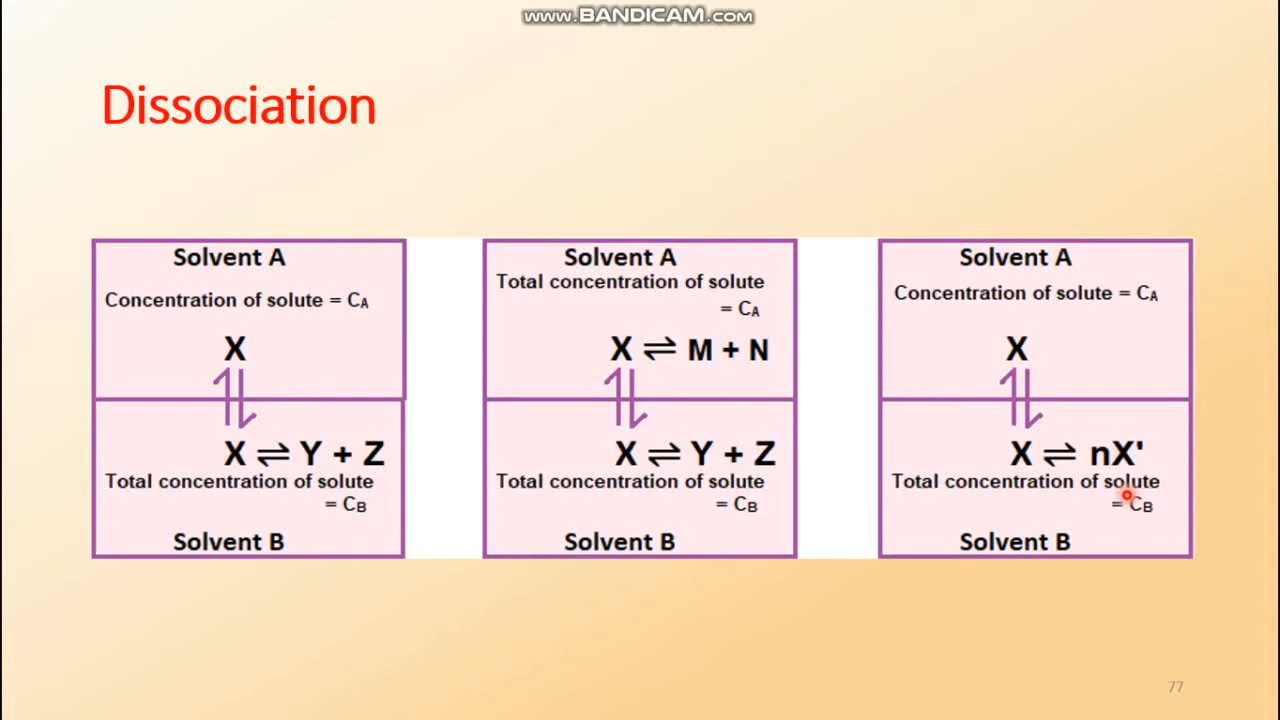 www.BANDICAM.com
Dissociation
Solvent A
Concentration of solute = CA
X
X ⇌ Y + Z
Total concentration of solute
= CB
Solvent B
Solvent A
Total concentration of solute
= CA
X ⇌ M + N
X ⇌ Y + Z
Total concentration of solute
= CB
Solvent B
Solvent A
Concentration of solute = CA
X
X ⇌ nX'
Total concentration of solute
= CB
Solvent B
77